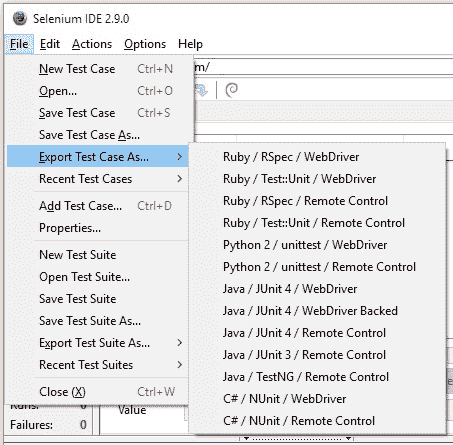 Selenium IDE 2.9.0
File Edit Actions Options Help
m/
New Test Case Ctrl+N
Open... Ctrl+O
Save Test Case Ctrl+S
Save Test Case As...
Export Test Case As...
Recent Test Cases
Add Test Case... Ctrl+D
Properties...
New Test Suite
Open Test Suite...
Save Test Suite
Save Test Suite As...
Export Test Suite As...
Recent Test Suites
Close (X) Ctrl+W
Ruby / RSpec / WebDriver
Ruby / Test::Unit / WebDriver
Ruby / RSpec / Remote Control
Ruby / Test::Unit / Remote Control
Python 2 / unittest / WebDriver
Python 2 / unittest / Remote Control
Java / JUnit 4 / WebDriver
Java / JUnit 4 / WebDriver Backed
Java / JUnit 4 / Remote Control
Java / JUnit 3 / Remote Control
Java / TestNG / Remote Control
C# / NUnit / WebDriver
C# / NUnit / Remote Control
Runs: 0
Failures: 0
Value